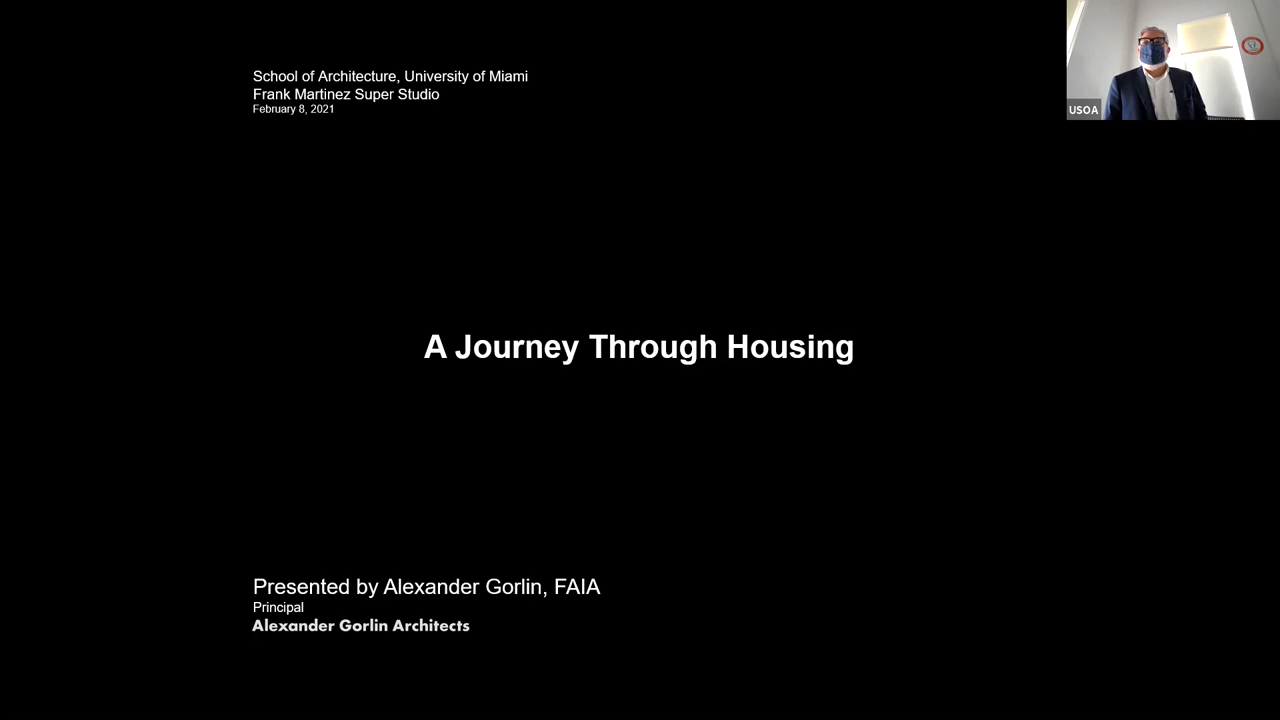 School of Architecture, University of Miami
Frank Martinez Super Studio
February 8, 2021
USOA
A Journey Through Housing
Presented by Alexander Gorlin, FAIA
Principal
Alexander Gorlin Architects